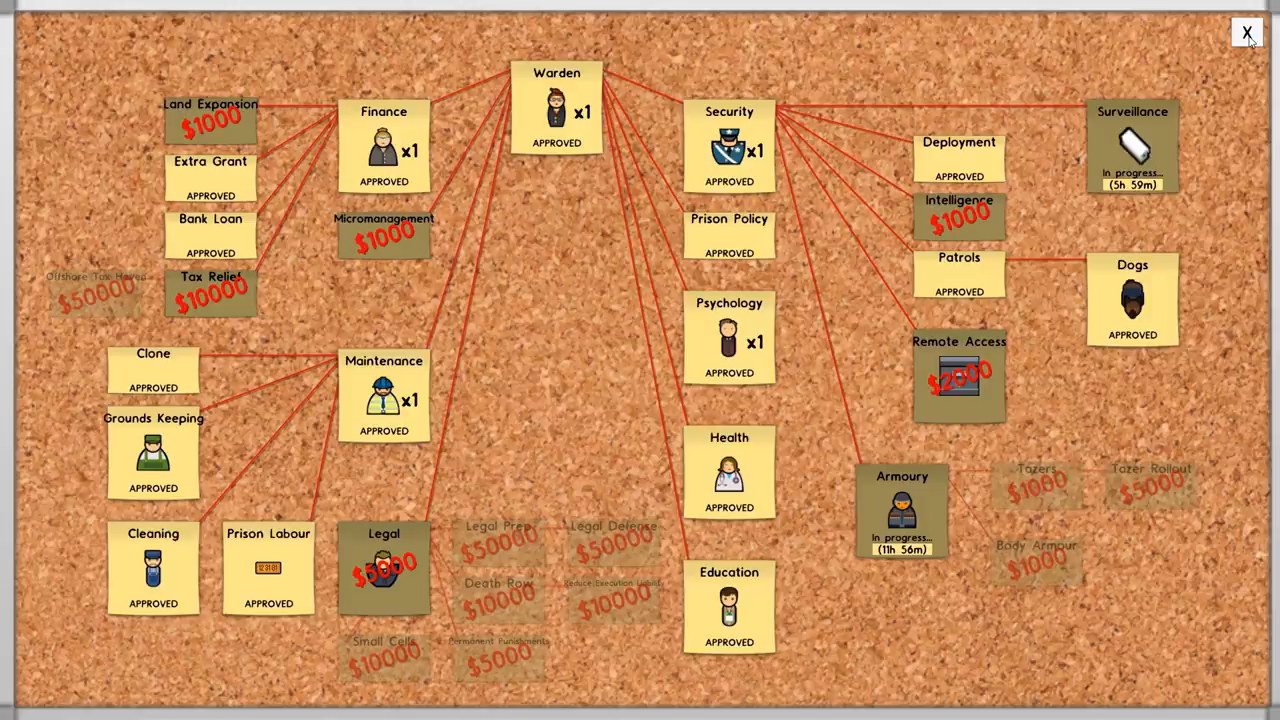 X
Warden
x1
APPROVED
Land Expansion
$1000
Extra Grant
APPROVED
Bank Loan
APPROVED
Tax Relief
$10000
Offshore Tax Haven
$50000
Finance
x1
APPROVED
Micromanagement
$1000
Clone
APPROVED
Grounds Keeping
APPROVED
Cleaning
APPROVED
Prison Labour
APPROVED
Maintenance
x1
APPROVED
Legal
$5000
Legal Prep
$50000
Legal Defense
$50000
Death Row
$10000
Reduce Execution Liability
$10000
Small Cells
$10000
Permanent Punishments
$5000
Security
x1
APPROVED
Prison Policy
APPROVED
Psychology
x1
APPROVED
Health
APPROVED
Education
APPROVED
Deployment
APPROVED
Intelligence
$1000
Patrols
APPROVED
Remote Access
$2000
Surveillance
In progress...
(5h 59m)
Dogs
APPROVED
Armoury
In progress...
(11h 56m)
Tazers
$1000
Tazer Rollout
$5000
Body Armour
$1000